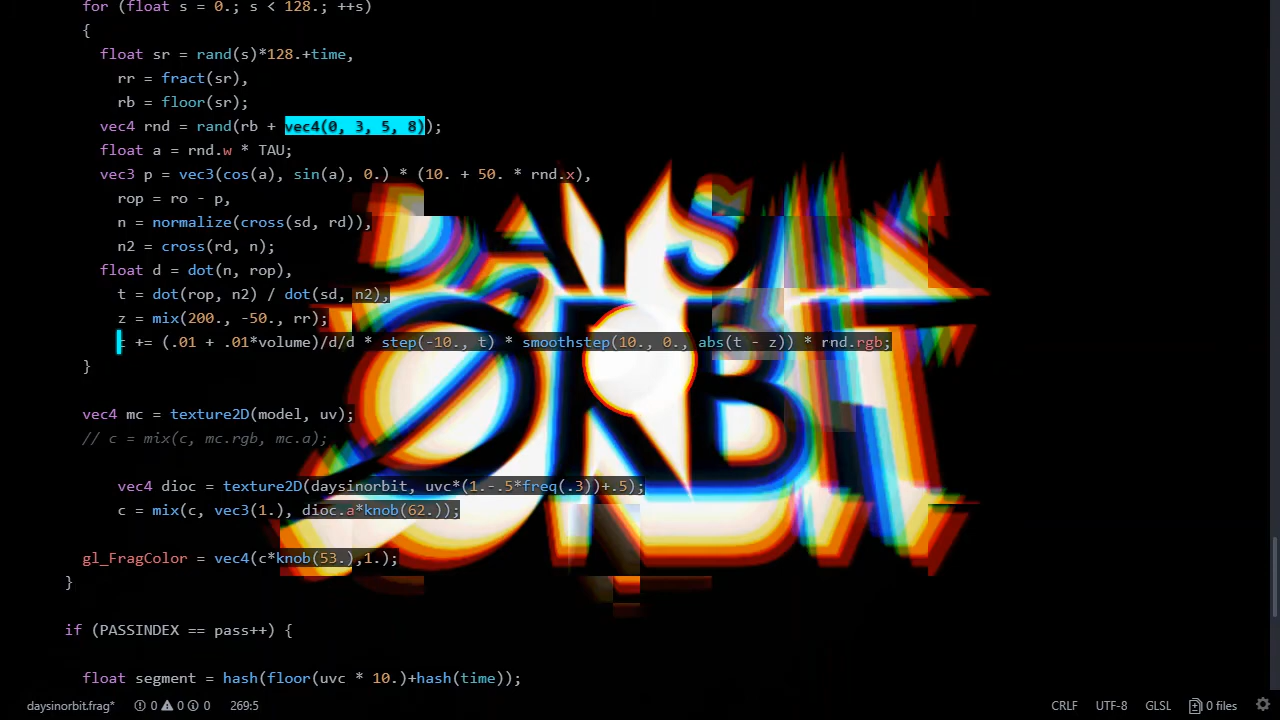 for (float s = 0.; s < 128.; ++s)
{
float sr = rand(s)*128.+time,
rr = fract(sr),
rb = floor(sr);
vec4 rnd = rand(rb + vec4(0, 3, 5, 8));
float a = rnd.w * TAU;
vec3 p = vec3(cos(a), sin(a), 0.) * (10. + 50. * rnd.x),
rop = ro - p,
n = normalize(cross(sd, rd)),
n2 = cross(rd, n);
float d = dot(n, rop),
t = dot(rop, n2) / dot(sd, n2),
z = mix(200., -50., rr);
+= (.01 + .01*volume)/d/d * step(-10., t) * smoothstep(10., 0., abs(t - z)) * rnd.rgb;
}
vec4 mc = texture2D(model, uv);
// c = mix(c, mc.rgb, mc.a);
vec4 dioc = texture2D(daysinorbit, uvc*(1.-.5*freq(.3))+.5);
c = mix(c, vec3(1.), dioc.a*knob(62.));
gl_FragColor = vec4(c*knob(53.),1.);
}
if (PASSINDEX == pass++) {
float segment = hash(floor(uvc * 10.)+hash(time));
DAYS
ORBIT
daysinorbit.frag* 0 0 0 269:5 CRLF UTF-8 GLSL 0 files